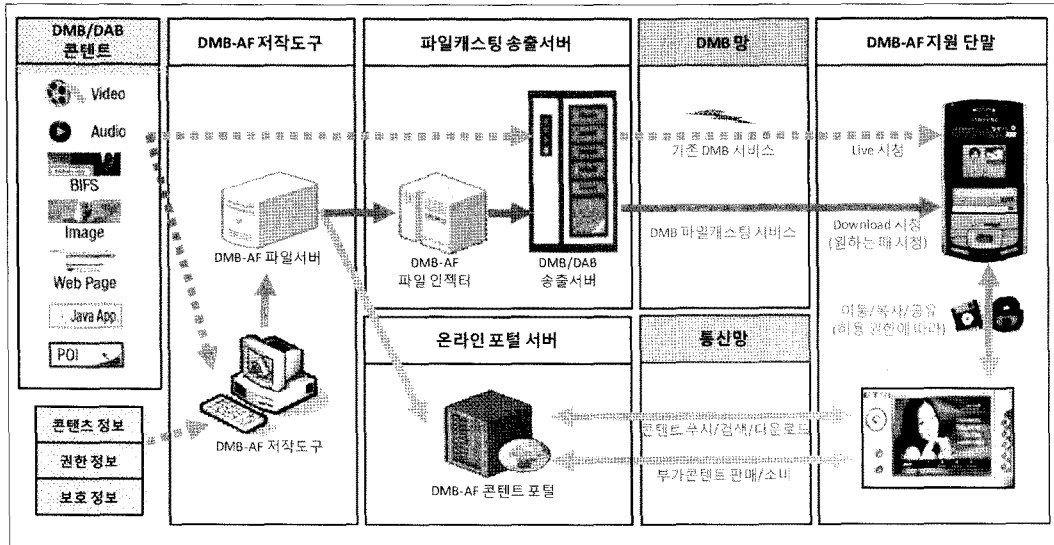 DMB/DAB
콘텐트
Video
Audio
BIFS
Image
Web Page
Java App
POI
콘텐츠 정보
권한 정보
보호 정보
DMB-AF 저작도구
DMB-AF 파일서버
DMB-AF 저작도구
파일캐스팅 송출서버
DMB-AF
파일 인젝터
DMB/DAB
송출서버
온라인 포털 서버
DMB-AF 콘텐트 포털
DMB 망
기존 DMB 서비스
DMB 파일캐스팅 서비스
통신망
콘텐트 푸시/검색/다운로드
부가콘텐트 판매/소비
DMB-AF 지원 단말
Live 시청
Download 시청
(원하는 때 시청)
이동/복사/공유
(허용 권한에 따라)